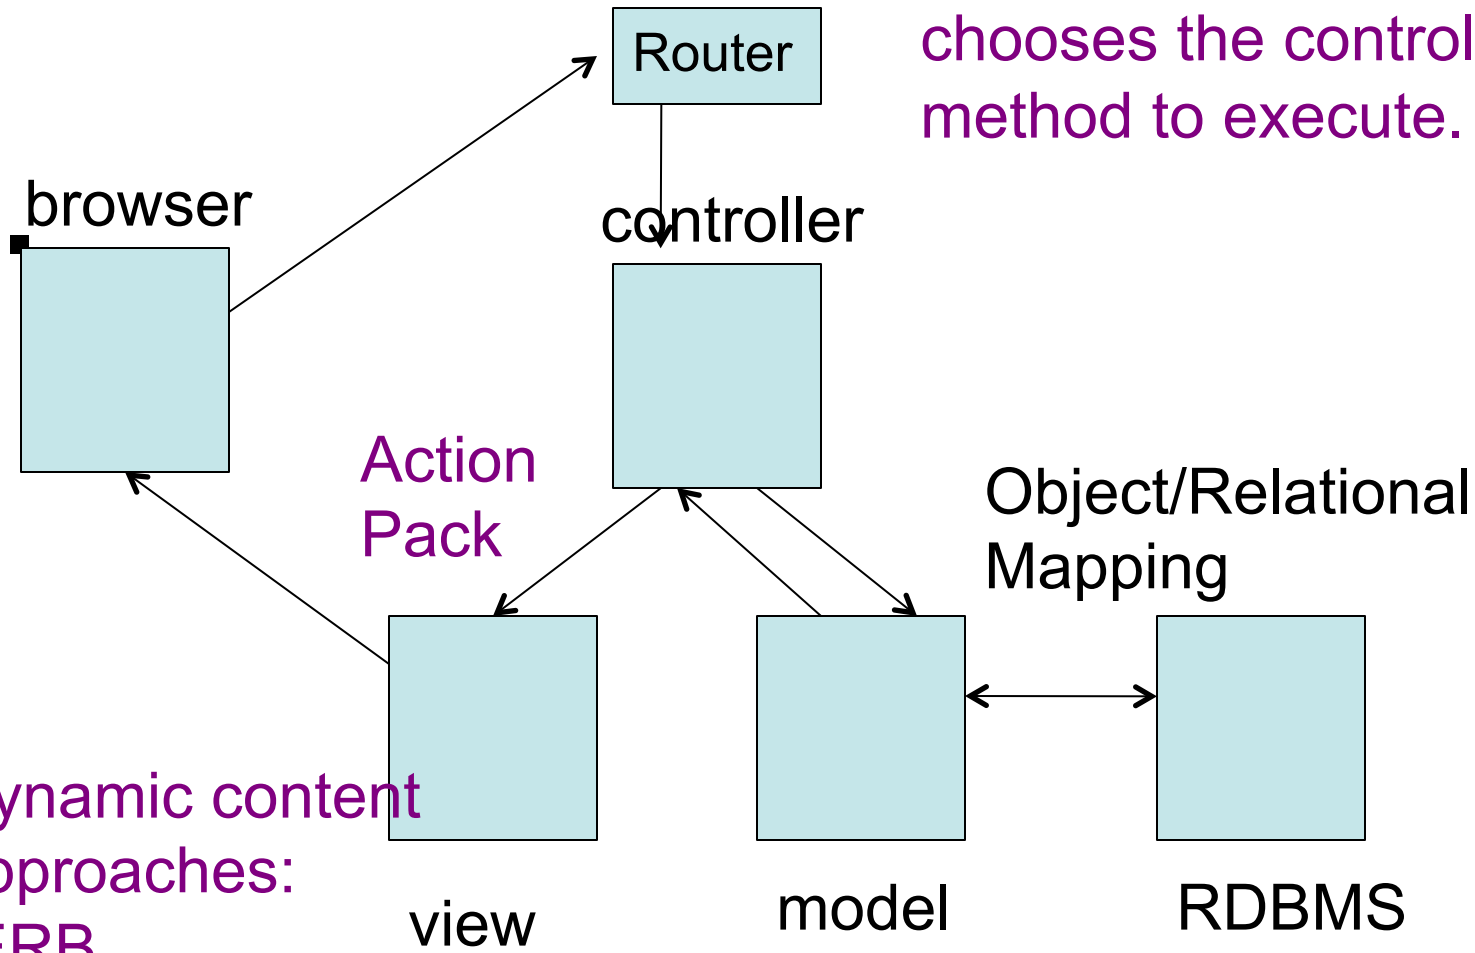 Router
chooses the control
method to execute.
browser
controller
Action
Pack
Object/Relational
Mapping
ynamic content
pproaches:
ERB
view
model
RDBMS